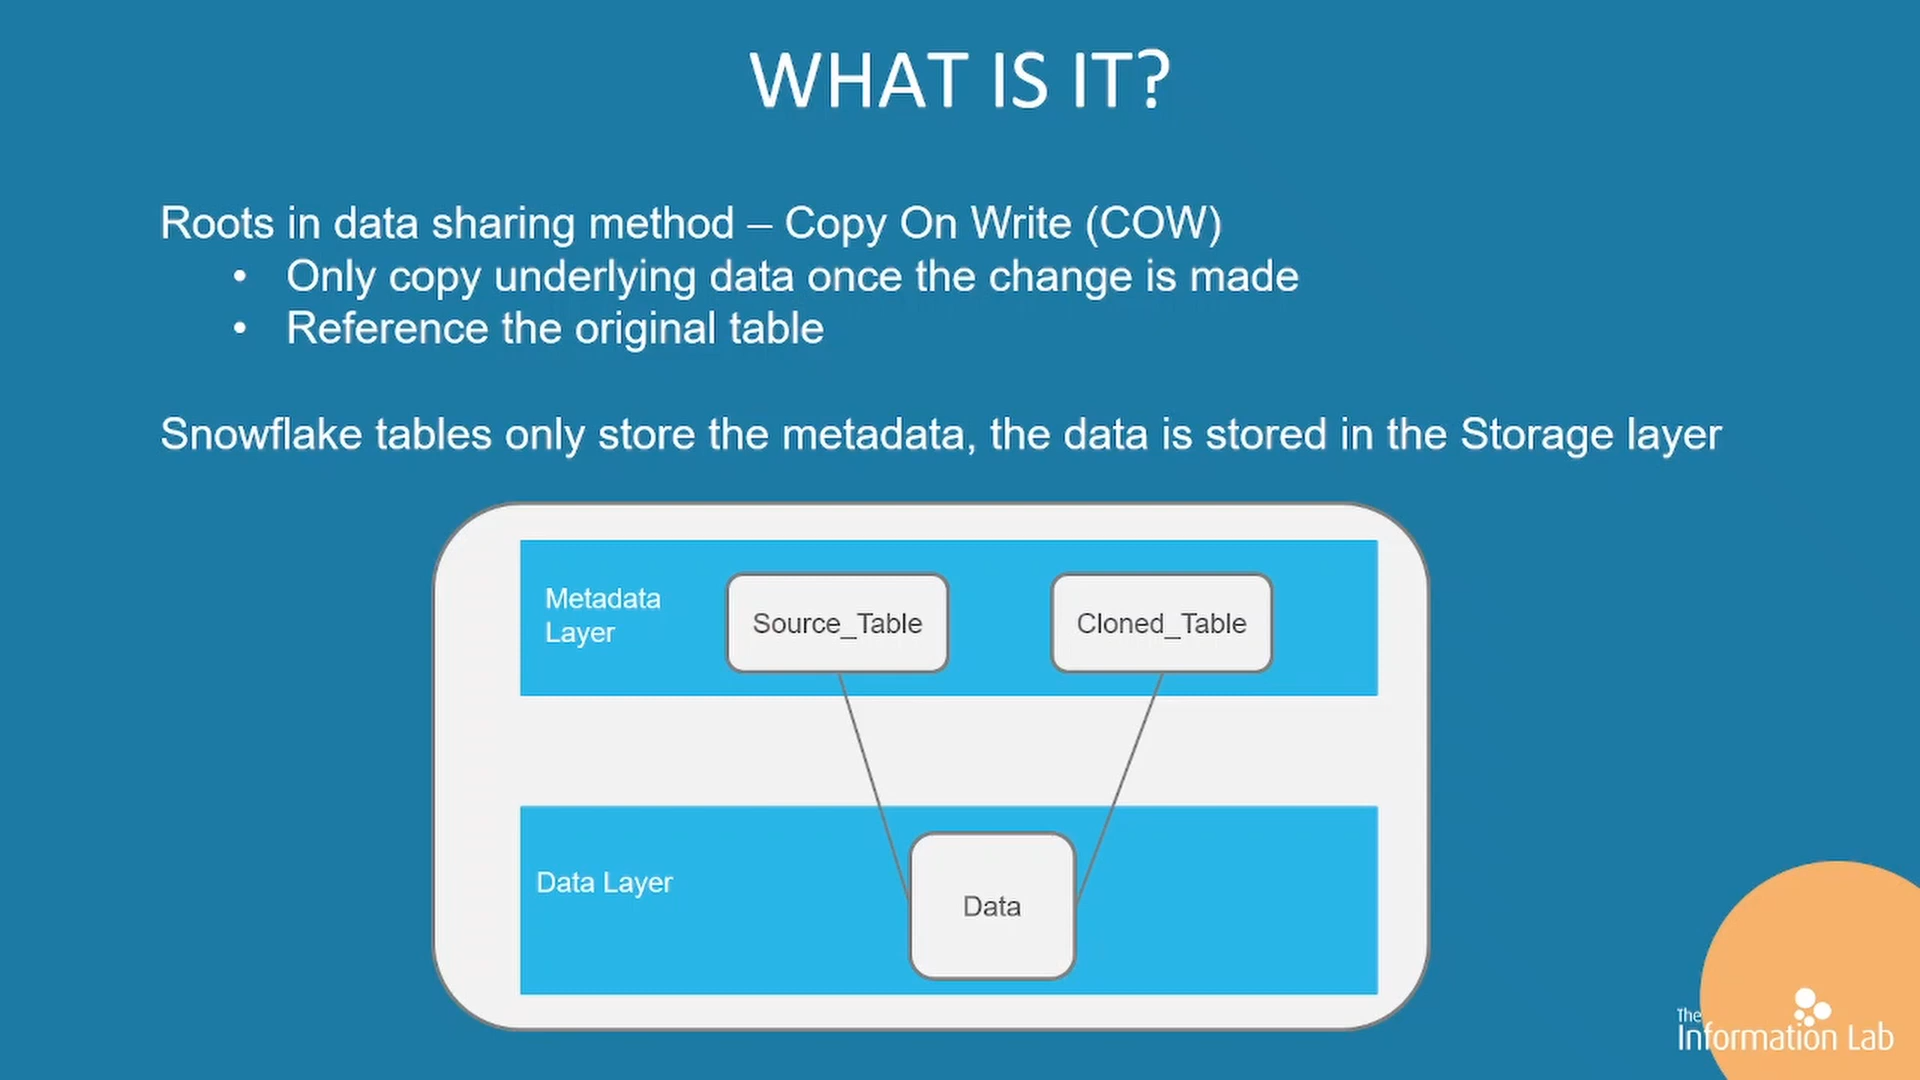 WHAT IS IT?
Roots in data sharing method – Copy On Write (COW)
• Only copy underlying data once the change is made
• Reference the original table
Snowflake tables only store the metadata, the data is stored in the Storage layer
Metadata
Layer
Source_Table
Cloned_Table
Data Layer
Data
The
Information Lab